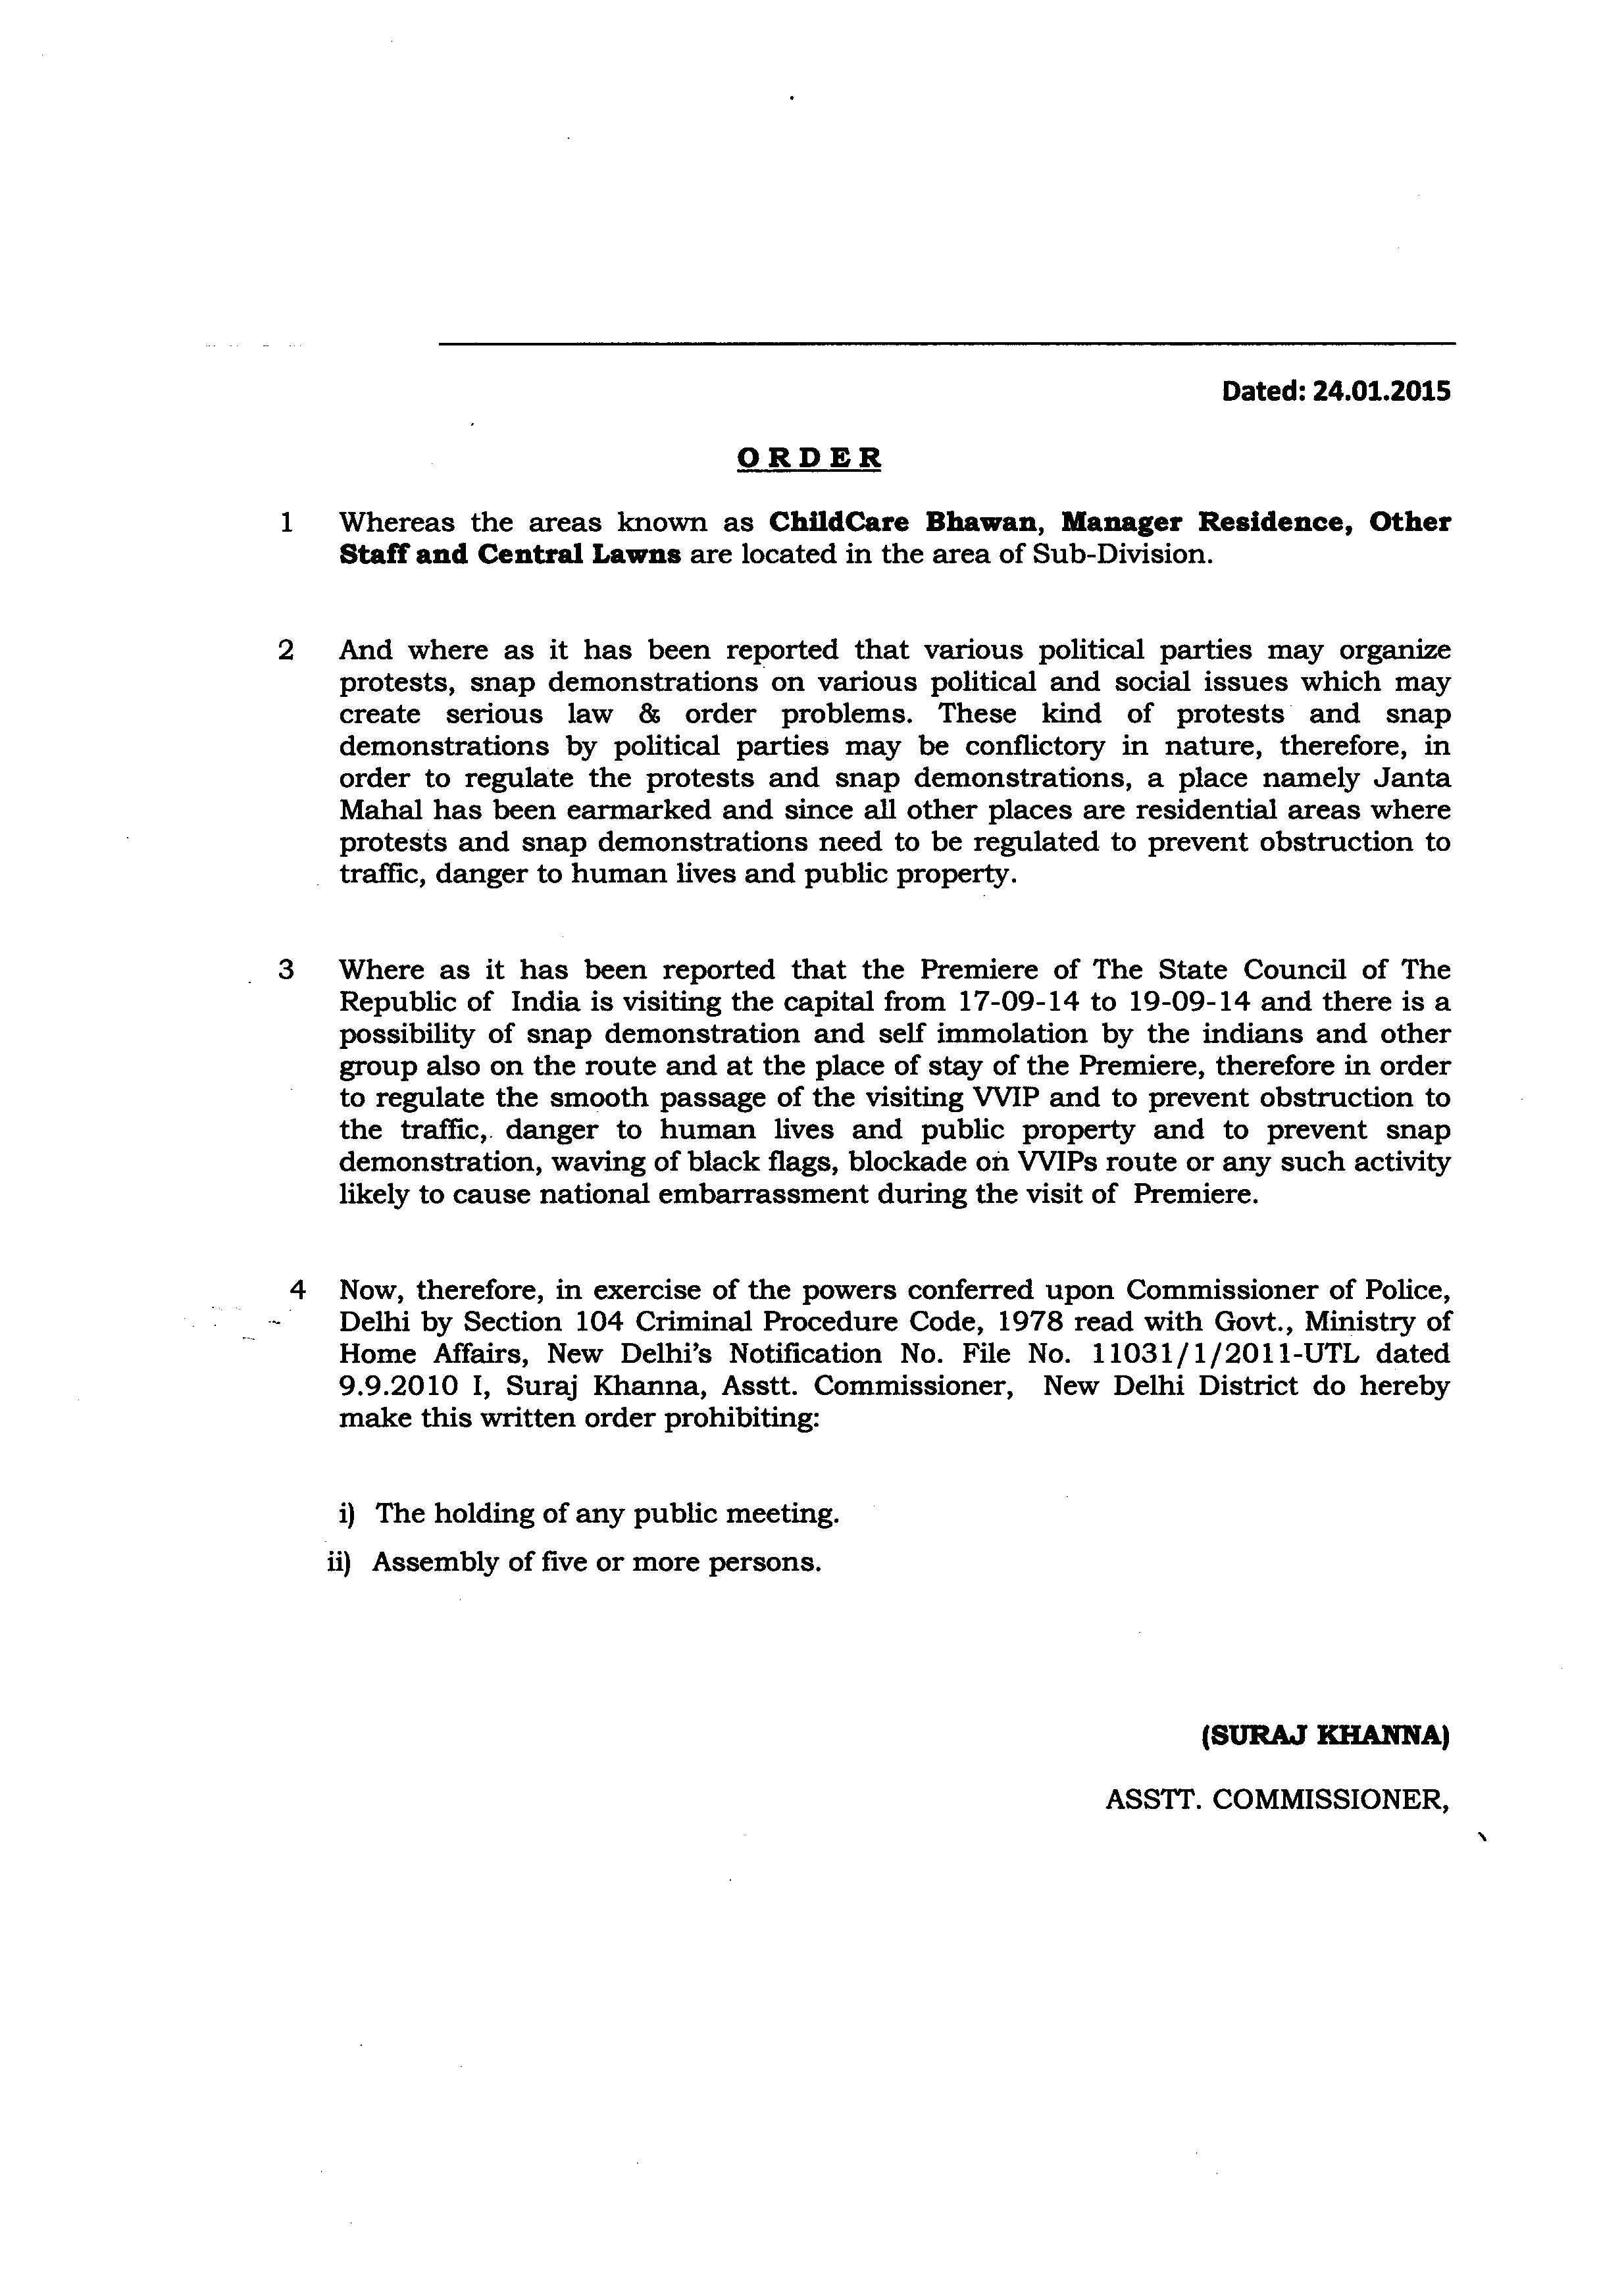 Dated: 24.01.2015
ORDER
1 Whereas the areas known as ChildCare Bhawan, Manager Residence, Other
Staff and Central Lawns are located in the area of Sub-Division.
2 And where as it has been reported that various political parties may organize
protests, snap demonstrations on various political and social issues which may
create serious law & order problems. These kind of protests and snap
demonstrations by political parties may be conflictory in nature, therefore, in
order to regulate the protests and snap demonstrations, a place namely Janta
Mahal has been earmarked and since all other places are residential areas where
protests and snap demonstrations need to be regulated to prevent obstruction to
traffic, danger to human lives and public property.
3 Where as it has been reported that the Premiere of The State Council of The
Republic of India is visiting the capital from 17-09-14 to 19-09-14 and there is a
possibility of snap demonstration and self immolation by the indians and other
group also on the route and at the place of stay of the Premiere, therefore in order
to regulate the smooth passage of the visiting VVIP and to prevent obstruction to
the traffic, danger to human lives and public property and to prevent snap
demonstration, waving of black flags, blockade on VVIPs route or any such activity
likely to cause national embarrassment during the visit of Premiere.
4 Now, therefore, in exercise of the powers conferred upon Commissioner of Police,
Delhi by Section 104 Criminal Procedure Code, 1978 read with Govt., Ministry of
Home Affairs, New Delhi's Notification No. File No. 11031/1/2011-UTL dated
9.9.2010 I, Suraj Khanna, Asstt. Commissioner, New Delhi District do hereby
make this written order prohibiting:
i) The holding of any public meeting.
ii) Assembly of five or more persons.
(SURAJ KHANNA)
ASSTT. COMMISSIONER,